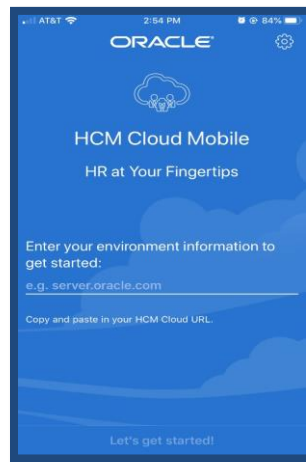 AT&T 2:54 PM 84%
ORACLE
HCM Cloud Mobile
HR at Your Fingertips
Enter your environment information to
get started:
e.g. server.oracle.com
Copy and paste in your HCM Cloud URL.
Let's get started!